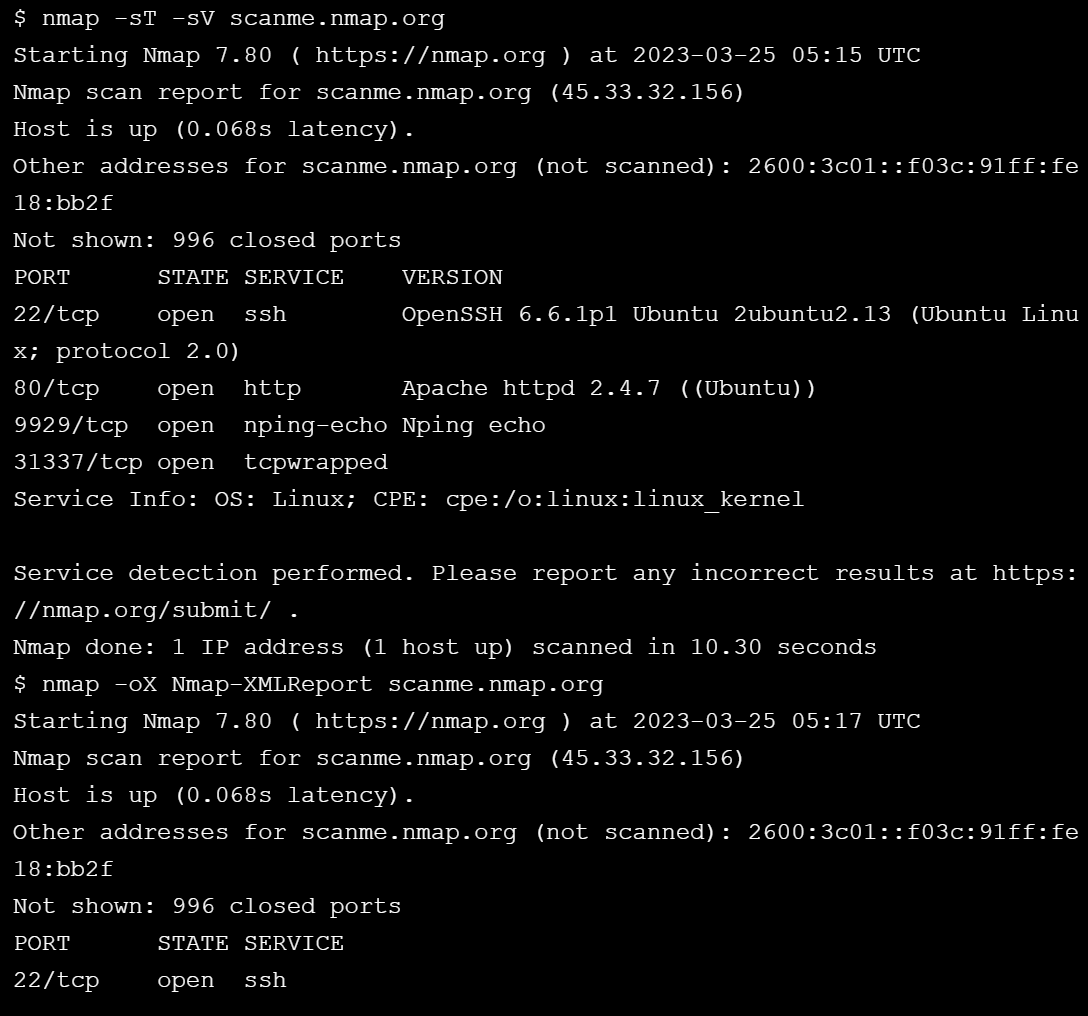 $ nmap -sT -sV scanme.nmap.org
Starting Nmap 7.80 ( https://nmap.org ) at 2023-03-25 05:15 UTC
Nmap scan report for scanme.nmap.org (45.33.32.156)
Host is up (0.068s latency).
Other addresses for scanme.nmap.org (not scanned): 2600:3c01::f03c:91ff:fe
18:bb2f
Not shown: 996 closed ports
PORT      STATE SERVICE    VERSION
22/tcp    open  ssh        OpenSSH 6.6.1p1 Ubuntu 2ubuntu2.13 (Ubuntu Linu
x; protocol 2.0)
80/tcp    open  http       Apache httpd 2.4.7 ((Ubuntu))
9929/tcp  open  nping-echo Nping echo
31337/tcp open  tcpwrapped
Service Info: OS: Linux; CPE: cpe:/o:linux:linux_kernel

Service detection performed. Please report any incorrect results at https:
//nmap.org/submit/ .
Nmap done: 1 IP address (1 host up) scanned in 10.30 seconds
$ nmap -oX Nmap-XMLReport scanme.nmap.org
Starting Nmap 7.80 ( https://nmap.org ) at 2023-03-25 05:17 UTC
Nmap scan report for scanme.nmap.org (45.33.32.156)
Host is up (0.068s latency).
Other addresses for scanme.nmap.org (not scanned): 2600:3c01::f03c:91ff:fe
18:bb2f
Not shown: 996 closed ports
PORT      STATE SERVICE
22/tcp    open  ssh